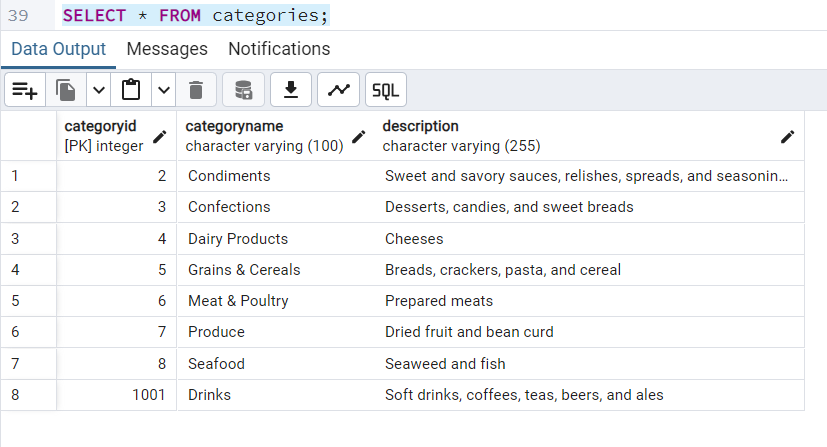 39 SELECT * FROM categories;
Data Output Messages Notifications
SQL
categoryid categoryname description
[PK] integer character varying (100) character varying (255)
1 2 Condiments Sweet and savory sauces, relishes, spreads, and seasonin...
2 3 Confections Desserts, candies, and sweet breads
3 4 Dairy Products Cheeses
4 5 Grains & Cereals Breads, crackers, pasta, and cereal
5 6 Meat & Poultry Prepared meats
6 7 Produce Dried fruit and bean curd
7 8 Seafood Seaweed and fish
8 1001 Drinks Soft drinks, coffees, teas, beers, and ales